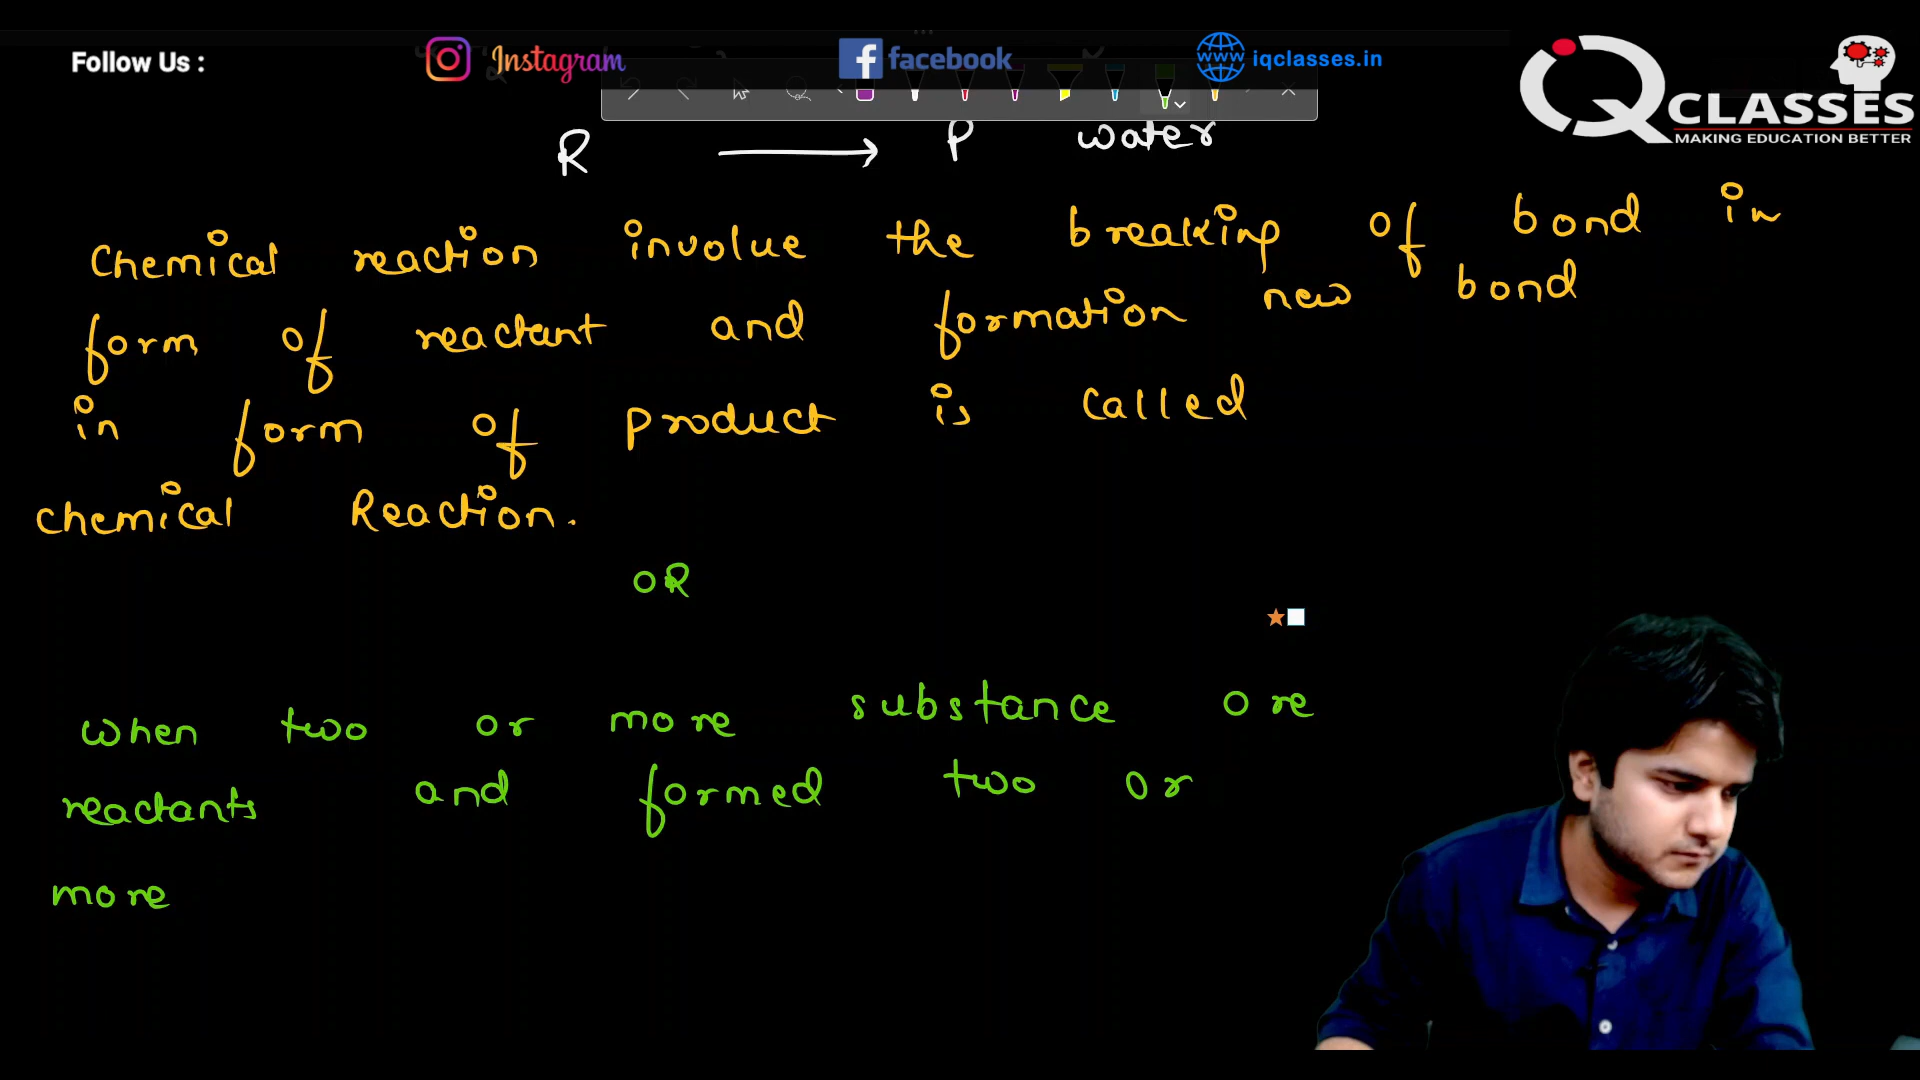 Follow Us :
Instagram
facebook
www
iqclasses.in
IQ CLASSES
MAKING EDUCATION BETTER
R → P water
Chemical reaction involue the breaking of bond in
form of reactant and formation new bond
in form of product is called
chemical Reaction.
OR
When two or more substance ore
reactants and formed two or
more